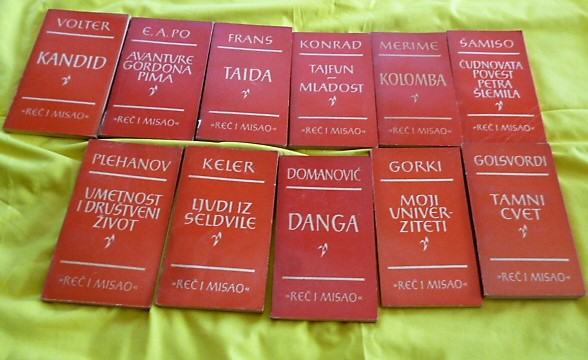 VOLTER
KANDID
»REČ I MISAO«
E. A. PO
AVANTURE
GORDONA
PIMA
»REČ I MISAO«
FRANS
TAIDA
»REČ I MISAO«
KONRAD
TAJFUN
—
MLADOST
»REČ I MISAO«
MERIME
KOLOMBA
»REČ I MISAO«
ŠAMISO
ČUDNOVATA
POVEST
PETRA
ŠLEMILA
»REČ I MISAO«
PLEHANOV
UMETNOST
I DRUŠTVENI
ŽIVOT
»REČ I MISAO«
KELER
LJUDI IZ
SELDVILE
»REČ I MISAO«
DOMANOVIĆ
DANGA
»REČ I MISAO«
GORKI
MOJI
UNIVER-
ZITETI
»REČ I MISAO«
GOLSVORDI
TAMNI
CVET
»REČ I MISAO«